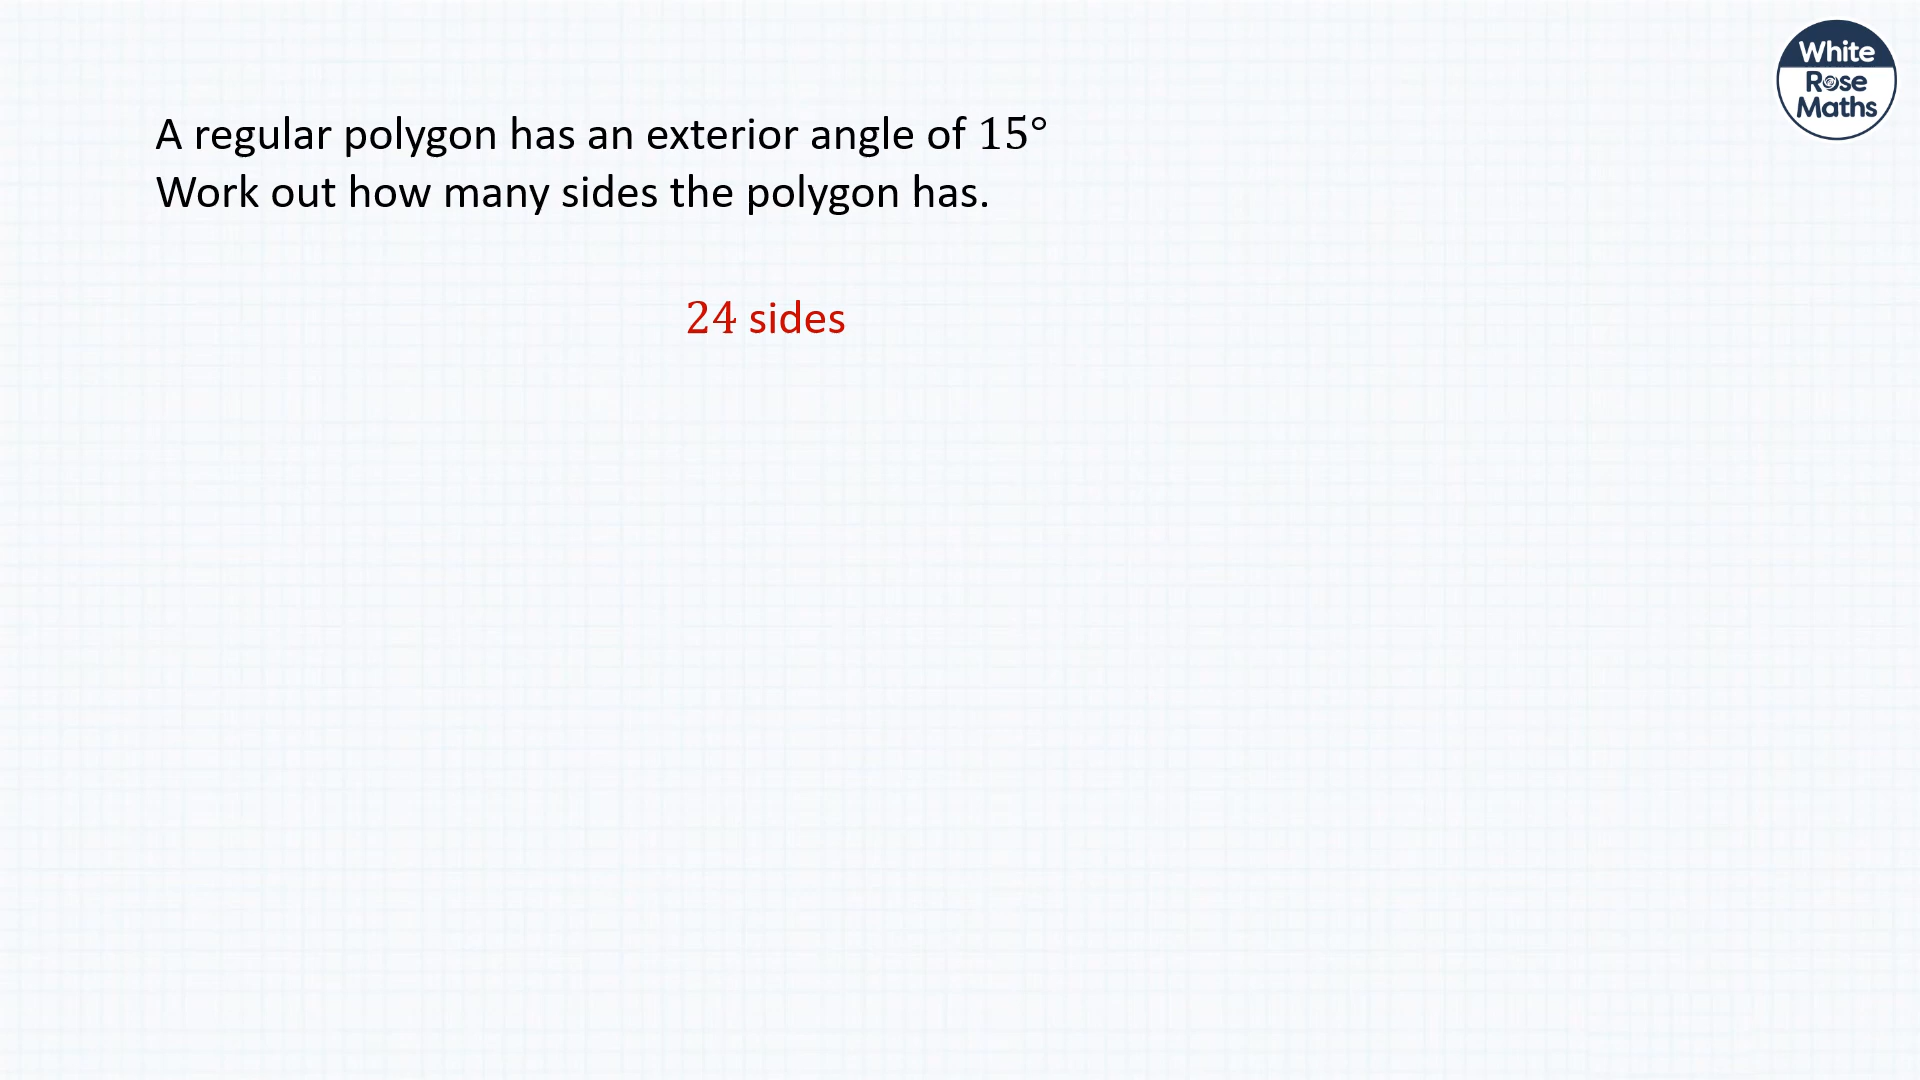 A regular polygon has an exterior angle of 15°
Work out how many sides the polygon has.
24 sides
White
Rose
Maths